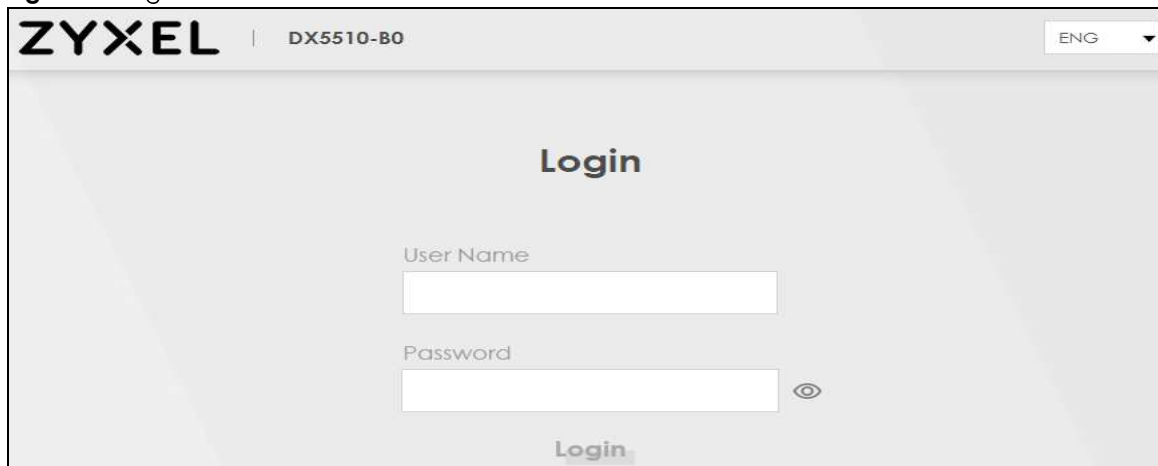 ZYXEL | DX5510-B0 ENG
Login
User Name
Password
Login